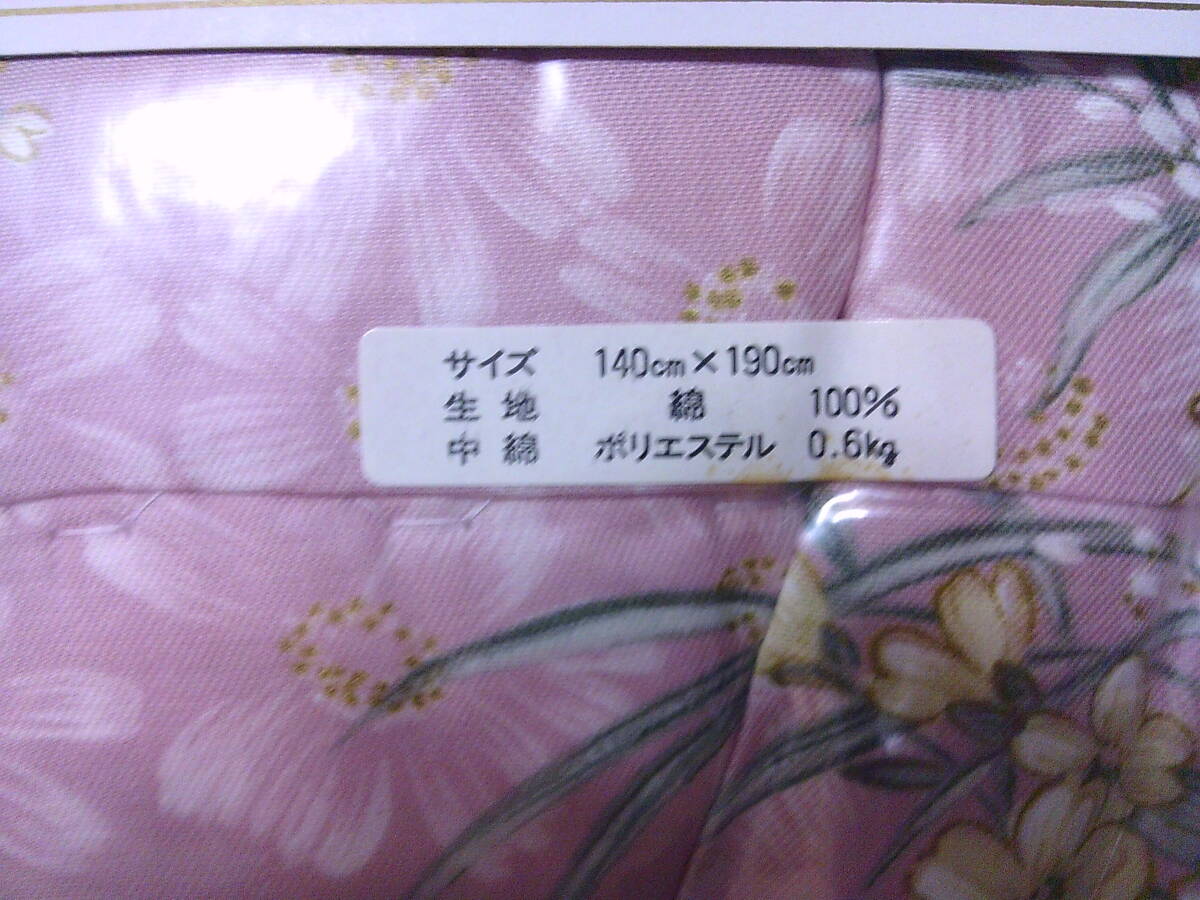 サイズ 140cm×190cm
生地 綿 100%
中綿 ポリエステル 0.6kg